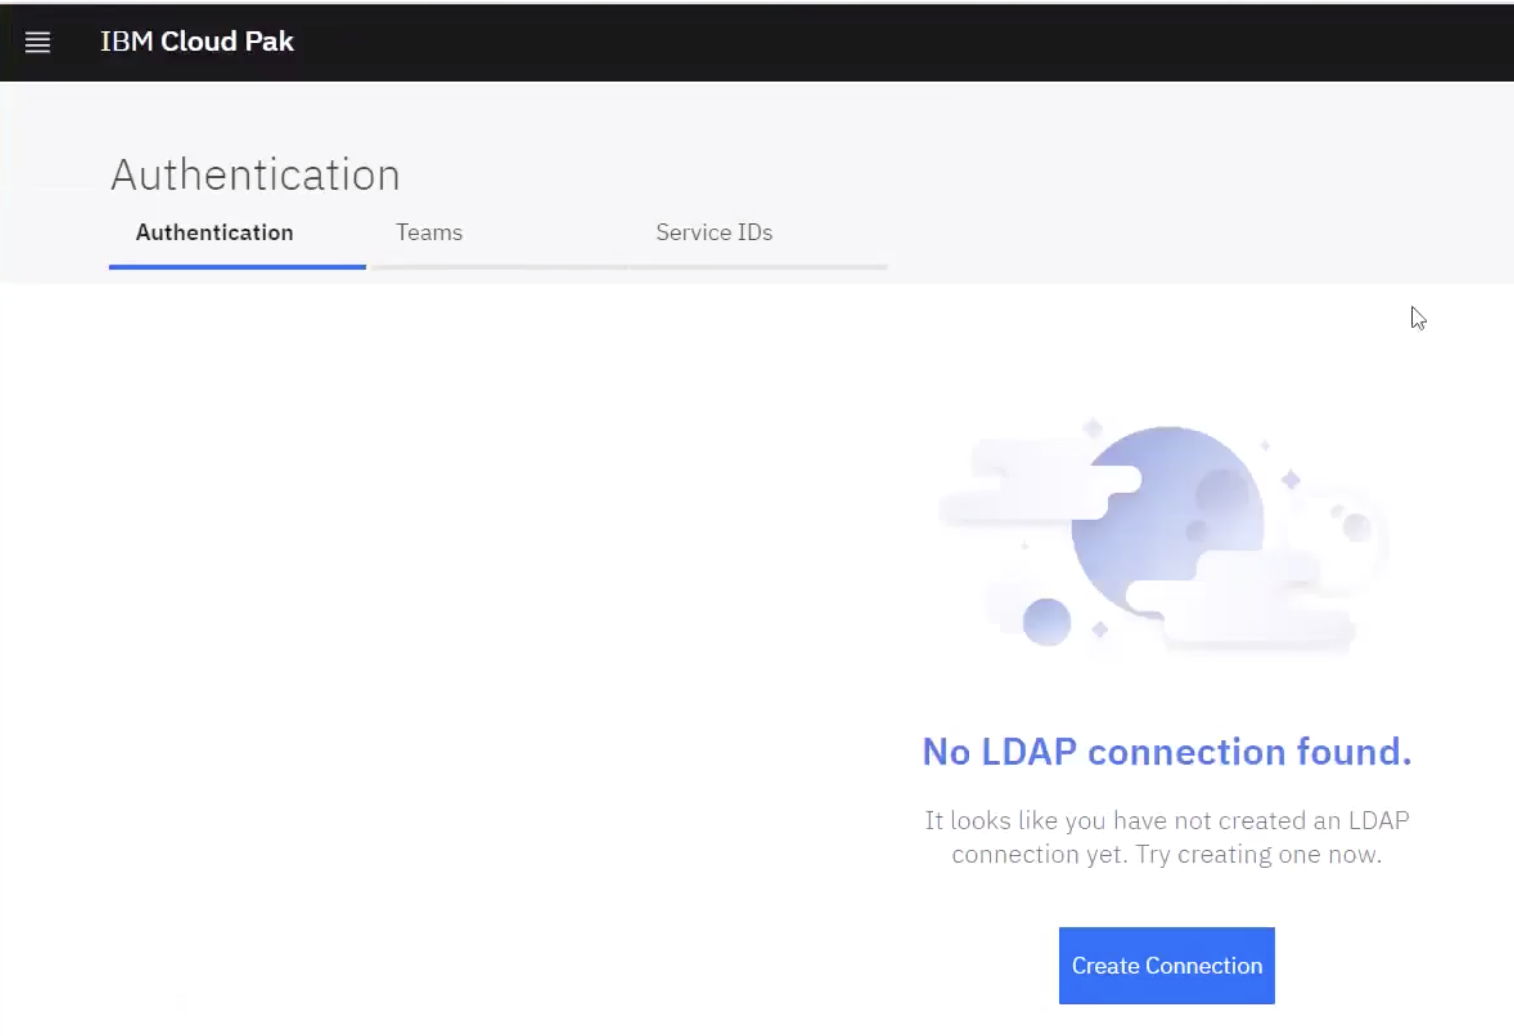 IBM Cloud Pak
Authentication
Authentication Teams Service IDs
No LDAP connection found.
It looks like you have not created an LDAP
connection yet. Try creating one now.
Create Connection